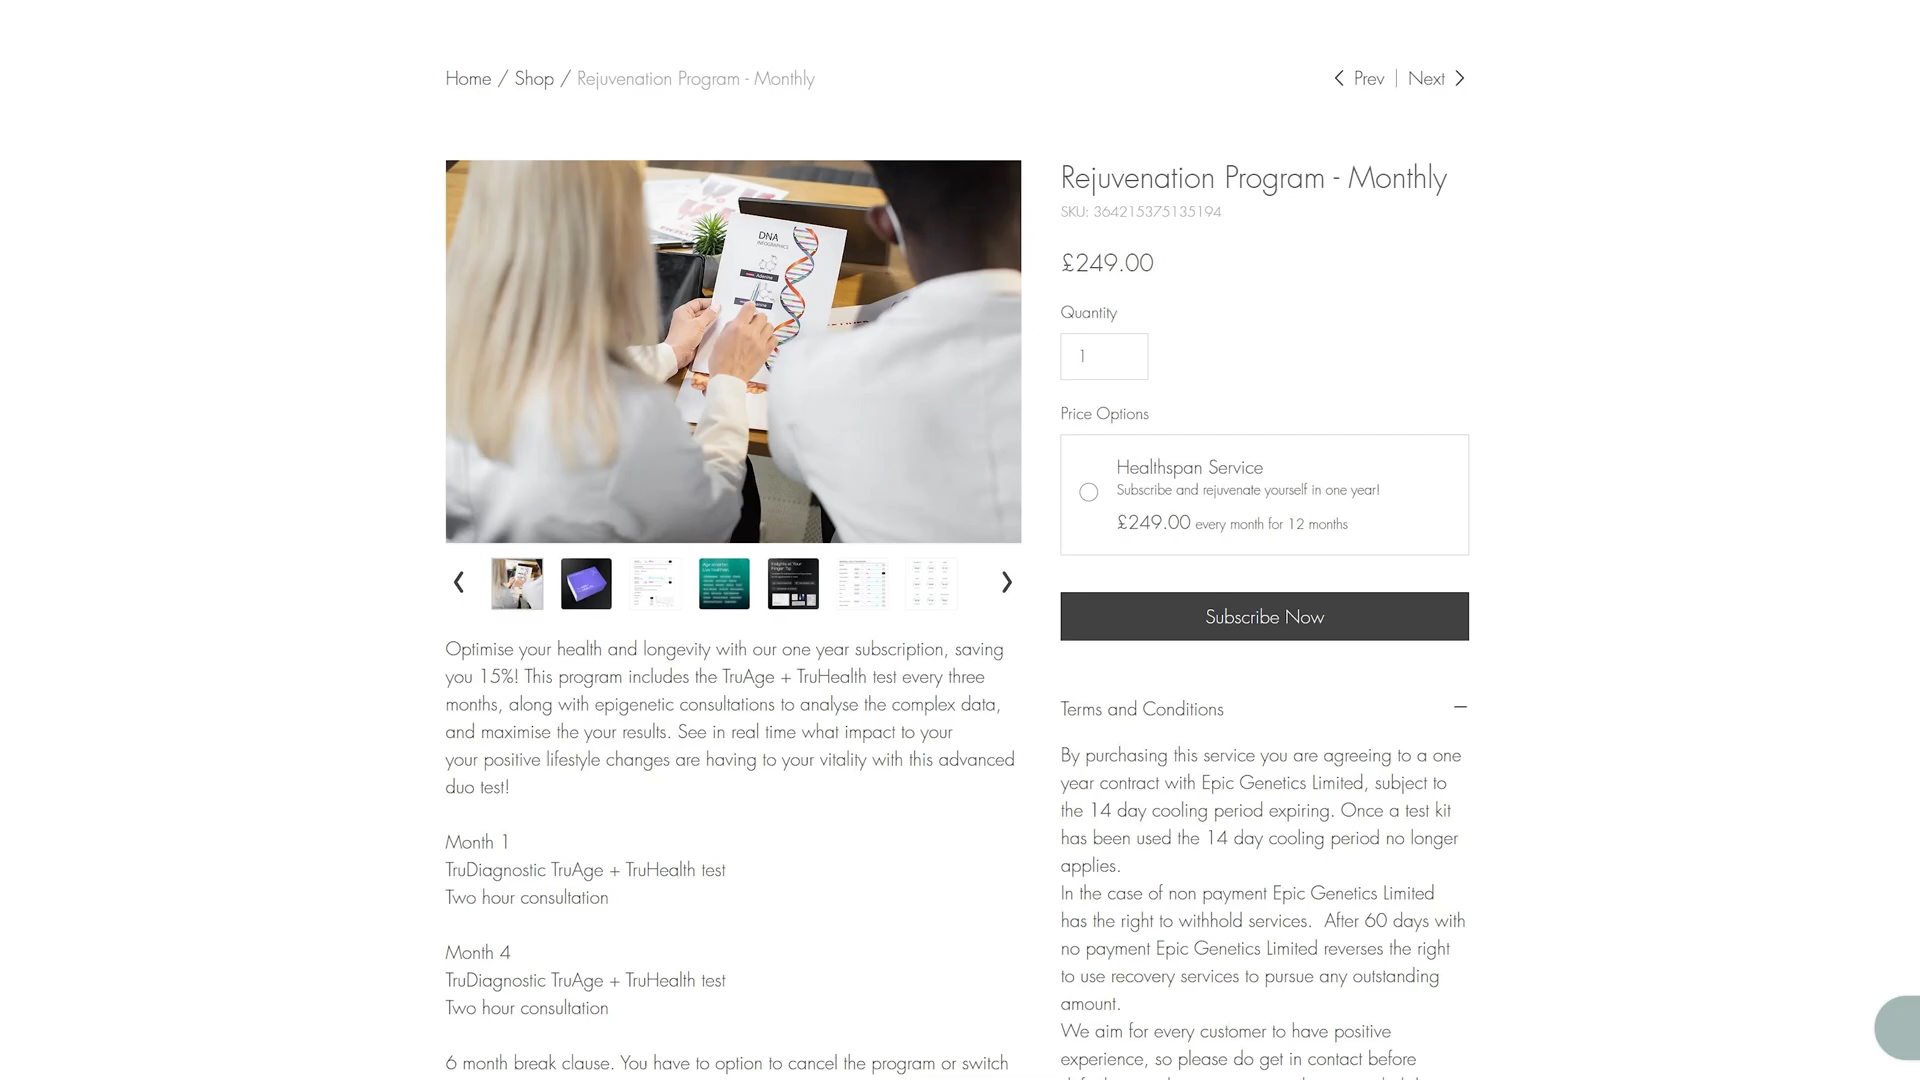 Home / Shop / Rejuvenation Program - Monthly
Prev | Next
DNA
INFOGRAPHICS
Adenine
Rejuvenation Program - Monthly
SKU: 364215375135194
£249.00
Quantity
1
Price Options
Healthspan Service
Subscribe and rejuvenate yourself in one year!
£249.00 every month for 12 months
Subscribe Now
Optimise your health and longevity with our one year subscription, saving
you 15%! This program includes the TruAge + TruHealth test every three
months, along with epigenetic consultations to analyse the complex data,
and maximise the your results. See in real time what impact to your
your positive lifestyle changes are having to your vitality with this advanced
duo test!
Month 1
TruDiagnostic TruAge + TruHealth test
Two hour consultation
Month 4
TruDiagnostic TruAge + TruHealth test
Two hour consultation
6 month break clause. You have to option to cancel the program or switch
Terms and Conditions
By purchasing this service you are agreeing to a one
year contract with Epic Genetics Limited, subject to
the 14 day cooling period expiring. Once a test kit
has been used the 14 day cooling period no longer
applies.
In the case of non payment Epic Genetics Limited
has the right to withhold services.  After 60 days with
no payment Epic Genetics Limited reverses the right
to use recovery services to pursue any outstanding
amount.
We aim for every customer to have positive
experience, so please do get in contact before